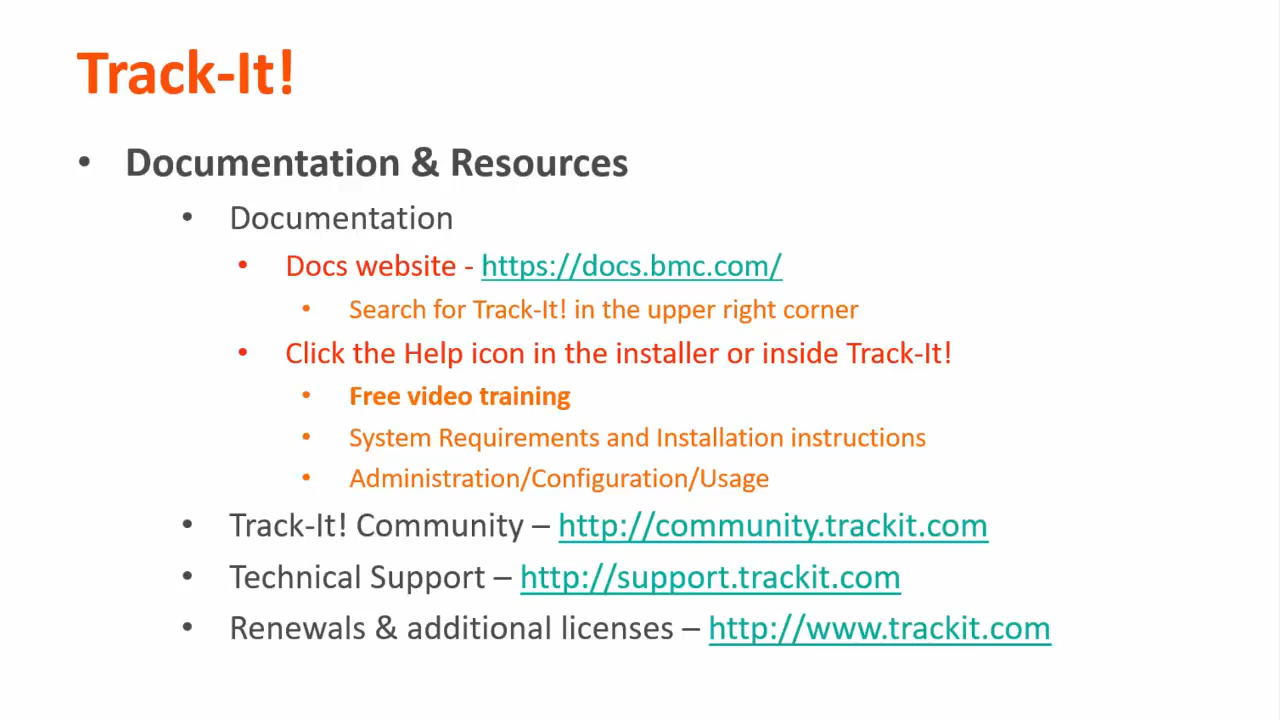 Track-It!
• Documentation & Resources
• Documentation
• Docs website - https://docs.bmc.com/
• Search for Track-It! in the upper right corner
• Click the Help icon in the installer or inside Track-It!
• Free video training
• System Requirements and Installation instructions
• Administration/Configuration/Usage
• Track-It! Community – http://community.trackit.com
• Technical Support – http://support.trackit.com
• Renewals & additional licenses – http://www.trackit.com